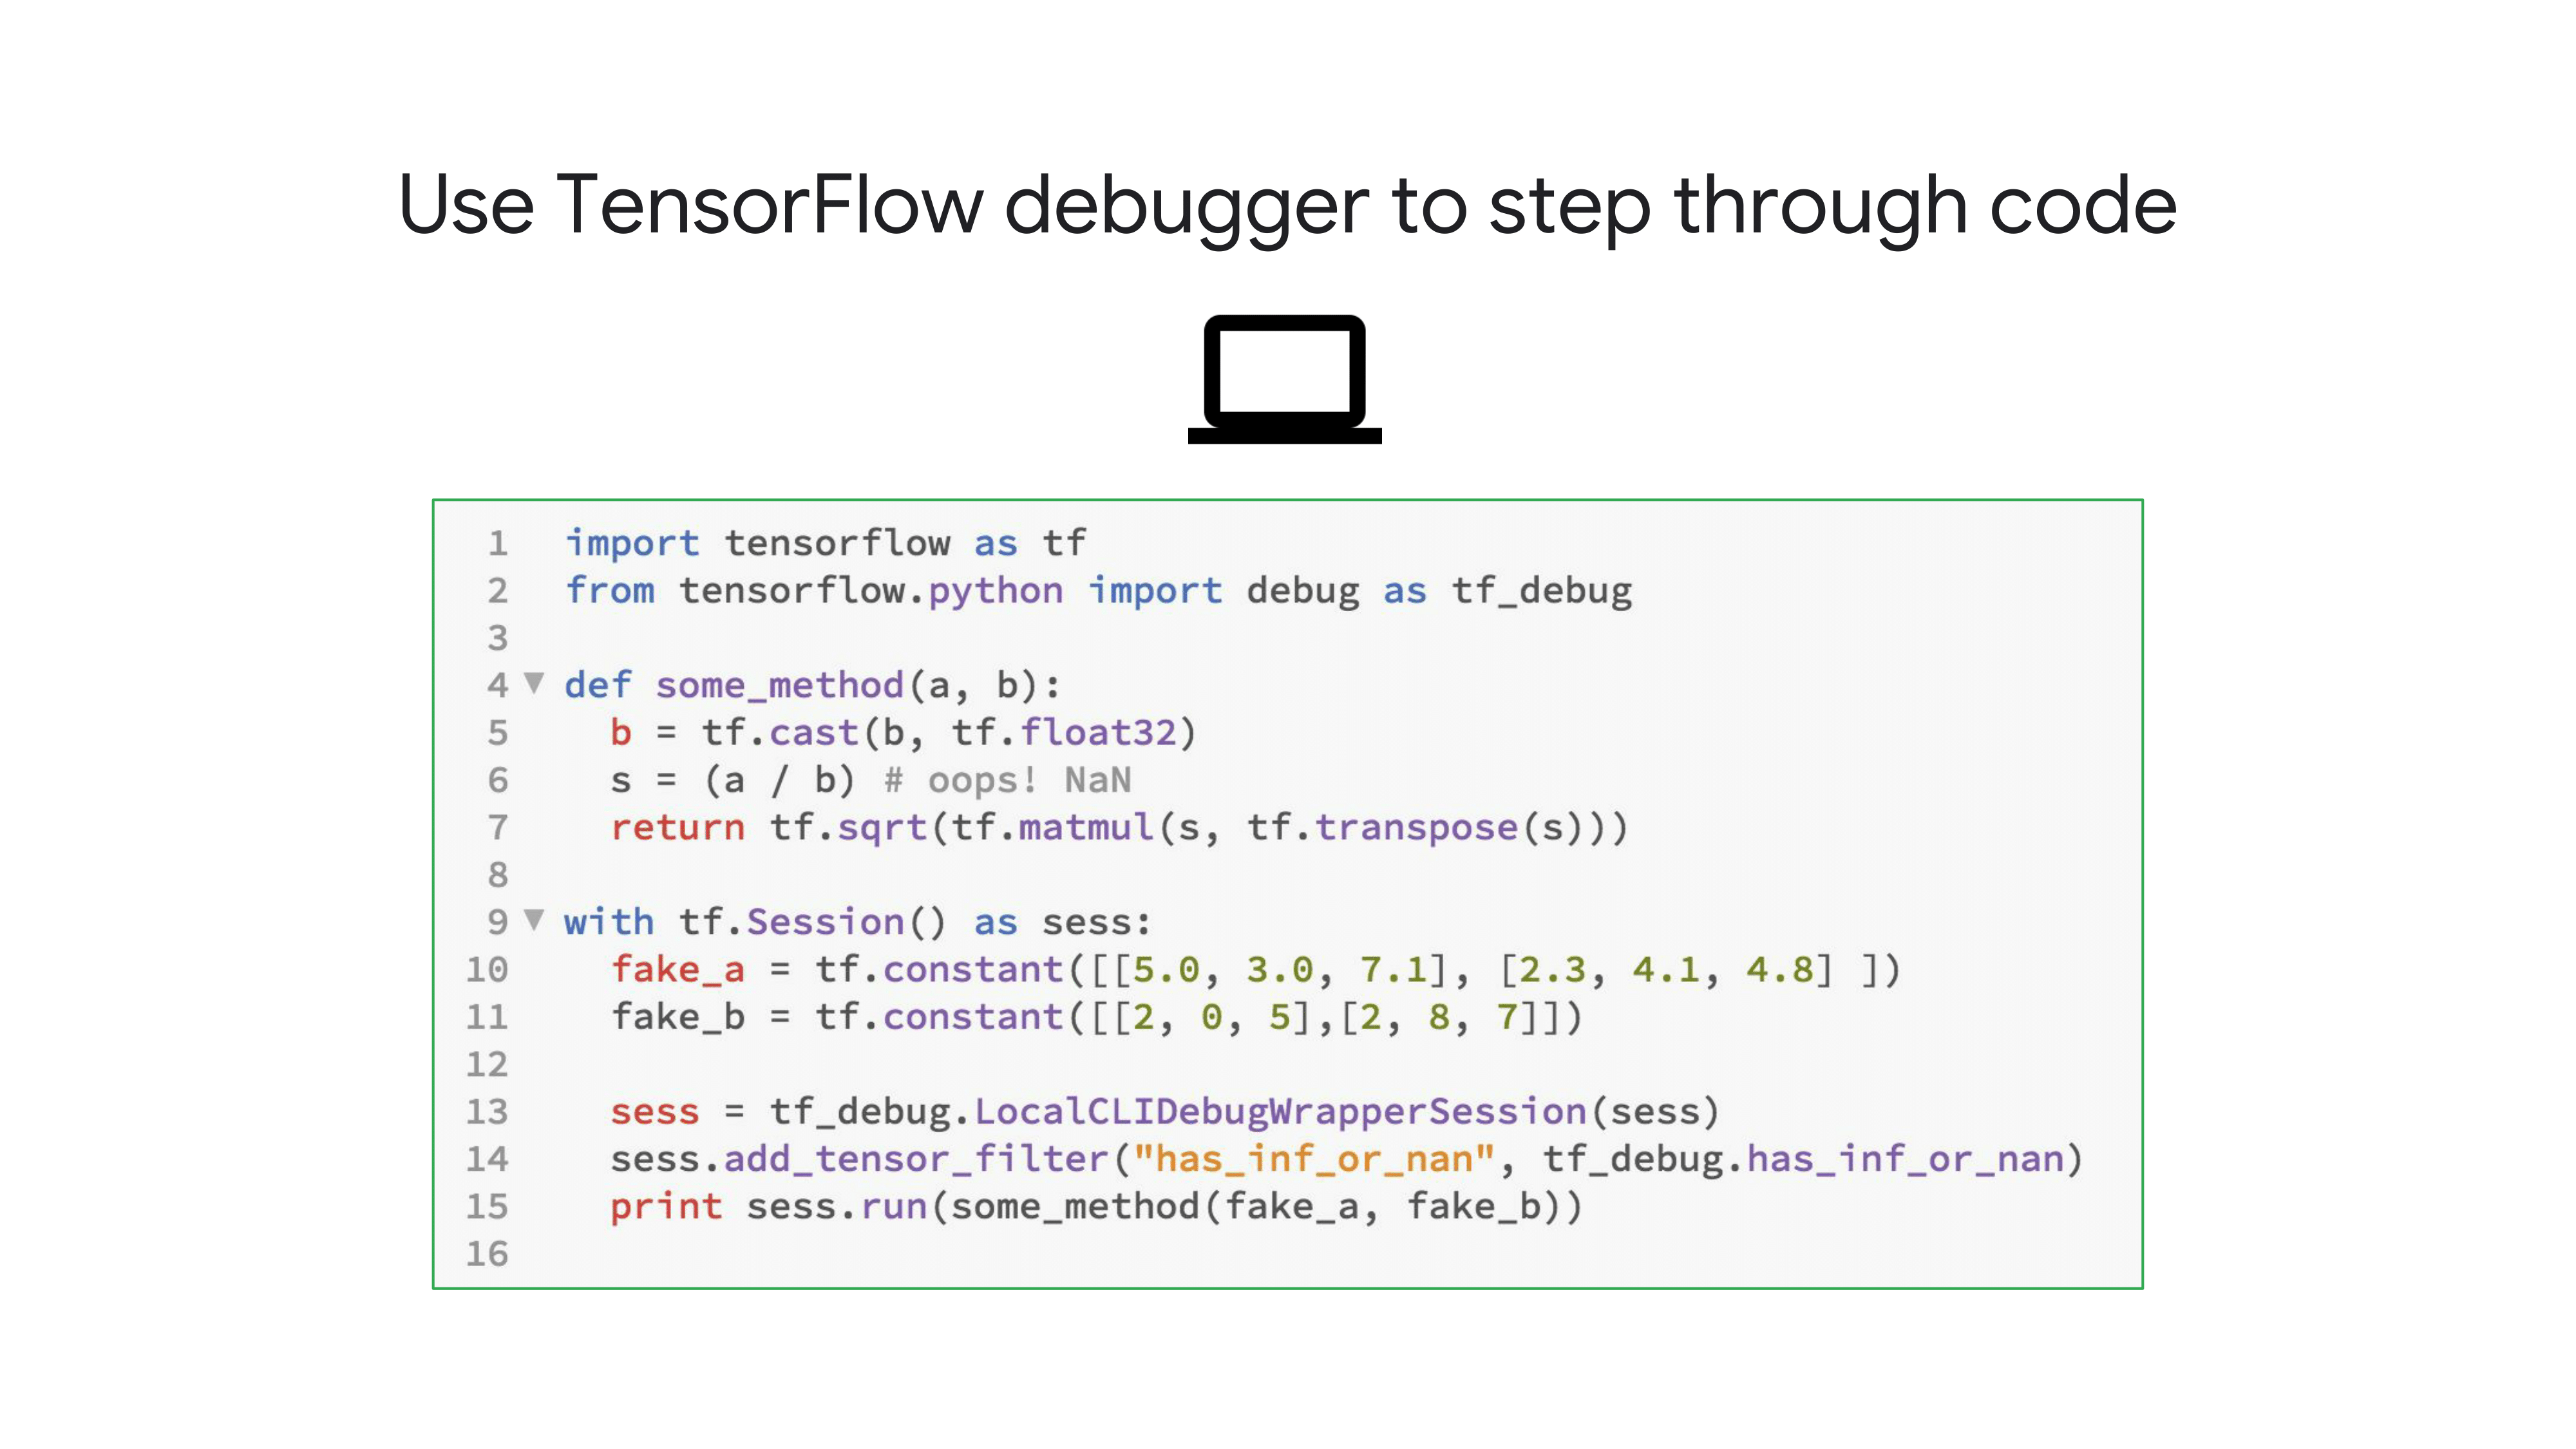 Use TensorFlow debugger to step through code
1 import tensorflow as tf
2 from tensorflow.python import debug as tf_debug
3
4 ▼ def some_method(a, b):
5 b = tf.cast(b, tf.float32)
6 s = (a / b) # oops! NaN
7 return tf.sqrt(tf.matmul(s, tf.transpose(s)))
8
9 ▼ with tf.Session() as sess:
10 fake_a = tf.constant([[5.0, 3.0, 7.1], [2.3, 4.1, 4.8] ])
11 fake_b = tf.constant([[2, 0, 5],[2, 8, 7]])
12
13 sess = tf_debug.LocalCLIDebugWrapperSession(sess)
14 sess.add_tensor_filter("has_inf_or_nan", tf_debug.has_inf_or_nan)
15 print sess.run(some_method(fake_a, fake_b))
16